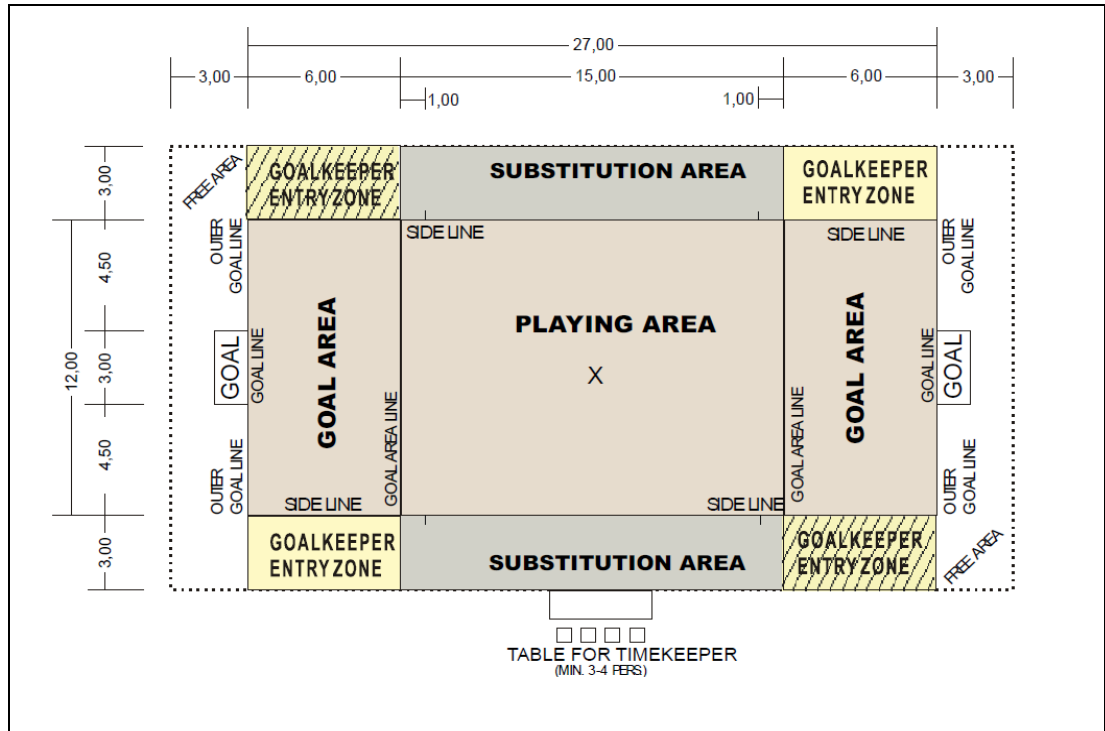 27,00
3,00
6,00
15,00
6,00
3,00
1,00
1,00
3,00
4,50
12,00
3,00
4,50
3,00
FREE AREA
GOALKEEPER
ENTRY ZONE
SUBSTITUTION AREA
GOALKEEPER
ENTRY ZONE
OUTER
GOAL LINE
SIDE LINE
SIDE LINE
OUTER
GOAL LINE
GOAL
GOAL LINE
GOAL AREA
GOAL AREA LINE
PLAYING AREA
X
GOAL AREA LINE
GOAL AREA
GOAL LINE
GOAL
OUTER
GOAL LINE
SIDE LINE
SIDE LINE
OUTER
GOAL LINE
GOALKEEPER
ENTRY ZONE
SUBSTITUTION AREA
GOALKEEPER
ENTRY ZONE
FREE AREA
TABLE FOR TIMEKEEPER
(MIN. 3-4 PERS.)